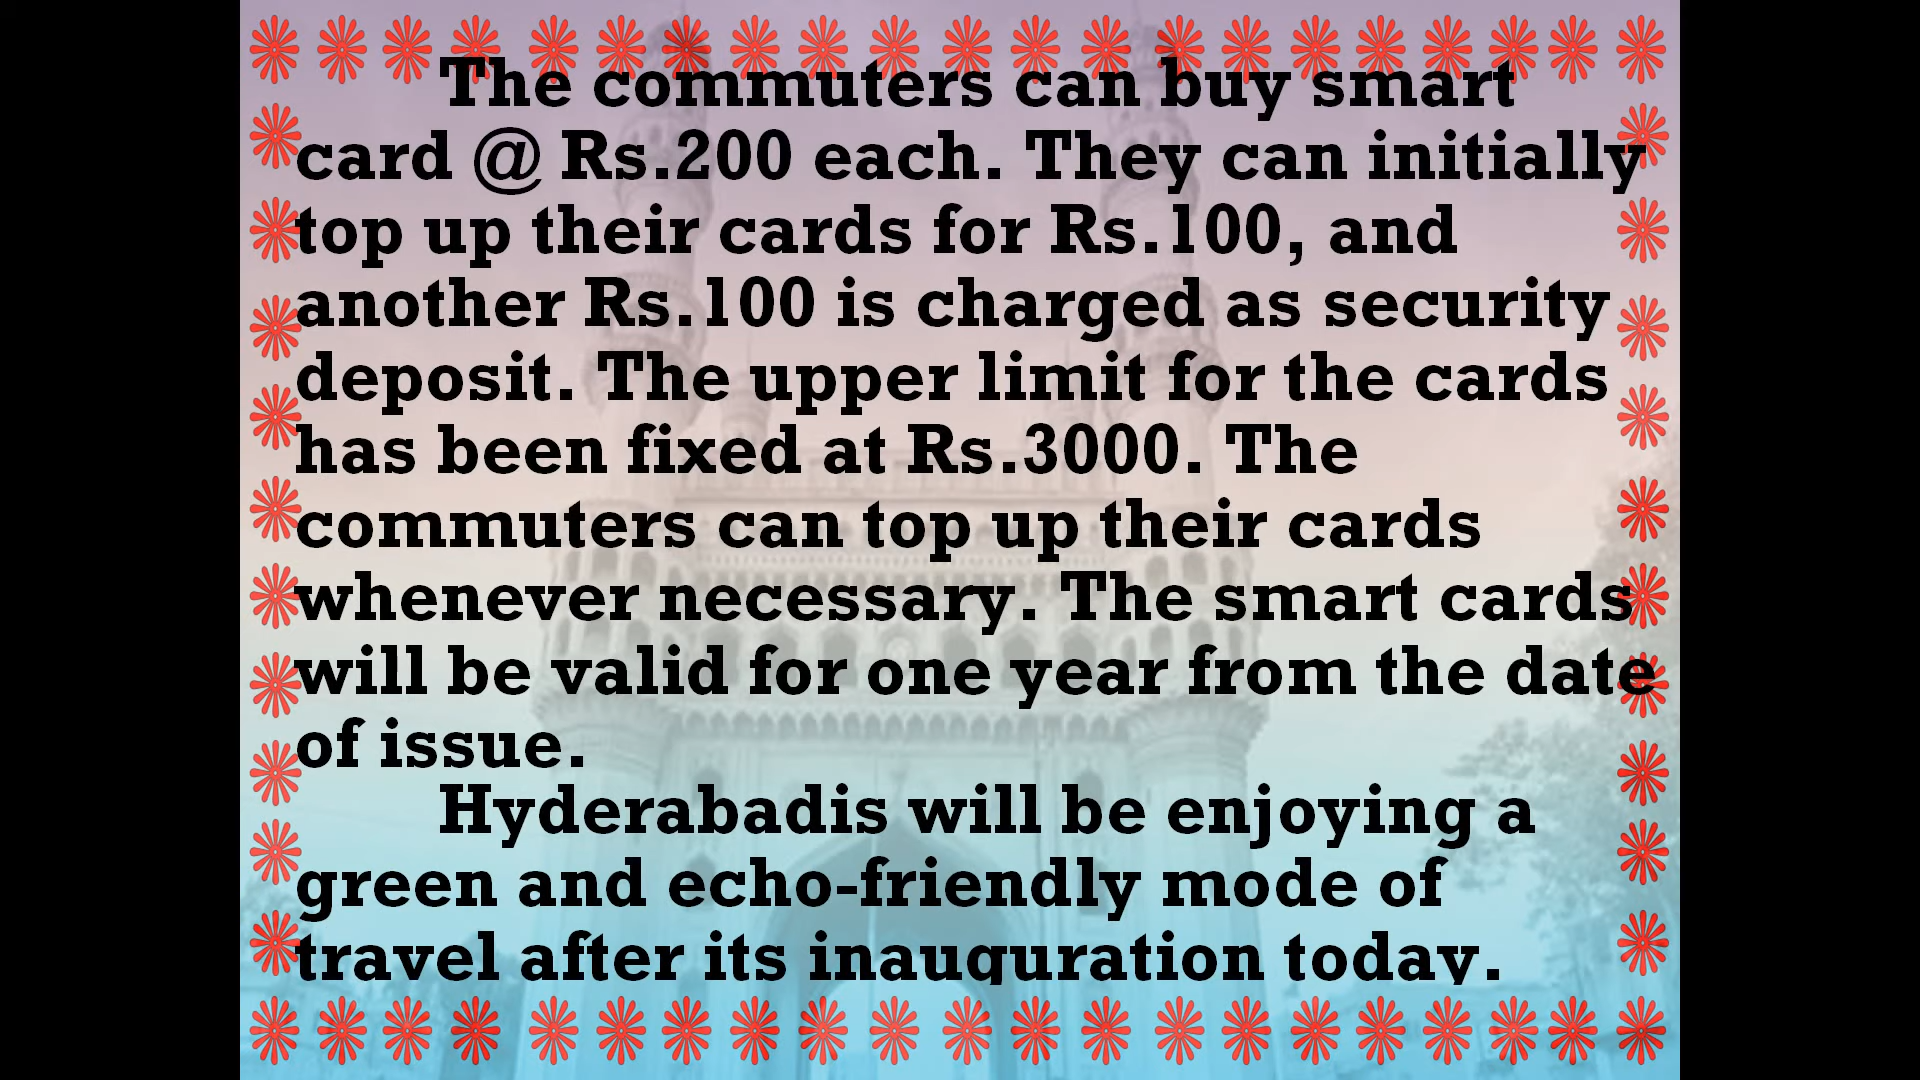 The commuters can buy smart
card @ Rs.200 each. They can initially
top up their cards for Rs.100, and
another Rs.100 is charged as security
deposit. The upper limit for the cards
has been fixed at Rs.3000. The
commuters can top up their cards
whenever necessary. The smart cards
will be valid for one year from the date
of issue.
Hyderabadis will be enjoying a
green and echo-friendly mode of
travel after its inauguration today.